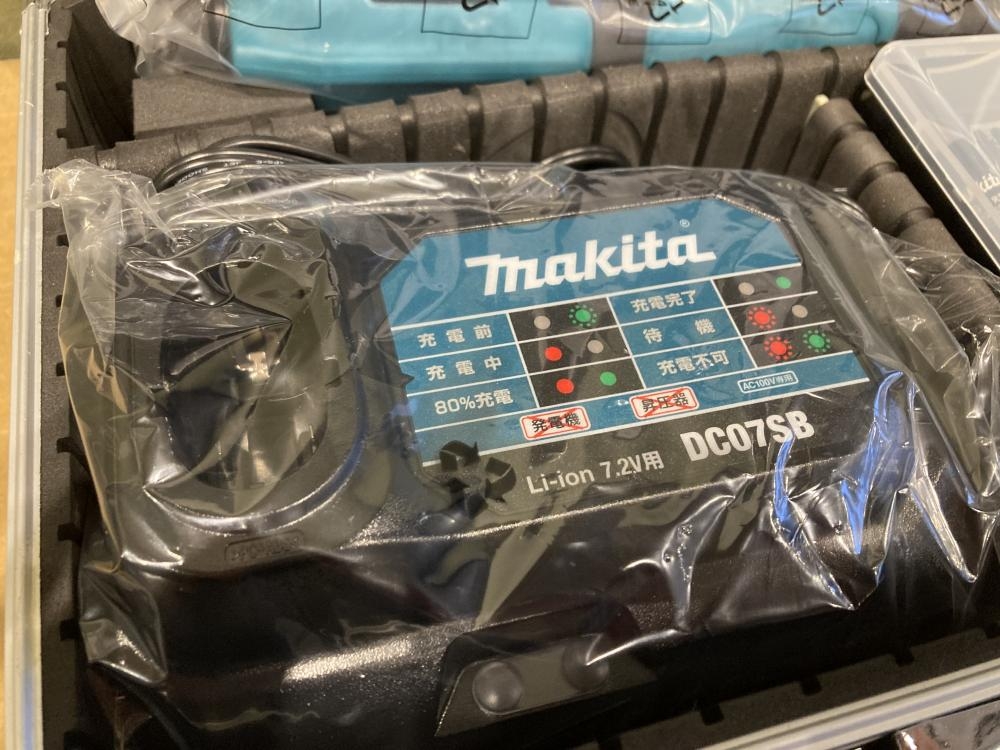 makita®
充電前
充電完了
充電中
待機
80%充電
充電不可
発電機
昇圧器
AC100V専用
Li-ion 7.2V用
DC07SB